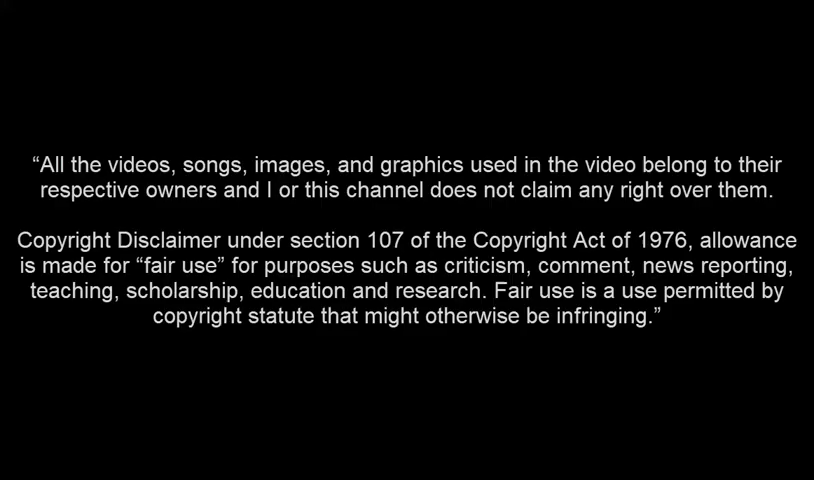 “All the videos, songs, images, and graphics used in the video belong to their
respective owners and I or this channel does not claim any right over them.
Copyright Disclaimer under section 107 of the Copyright Act of 1976, allowance
is made for “fair use” for purposes such as criticism, comment, news reporting,
teaching, scholarship, education and research. Fair use is a use permitted by
copyright statute that might otherwise be infringing.”